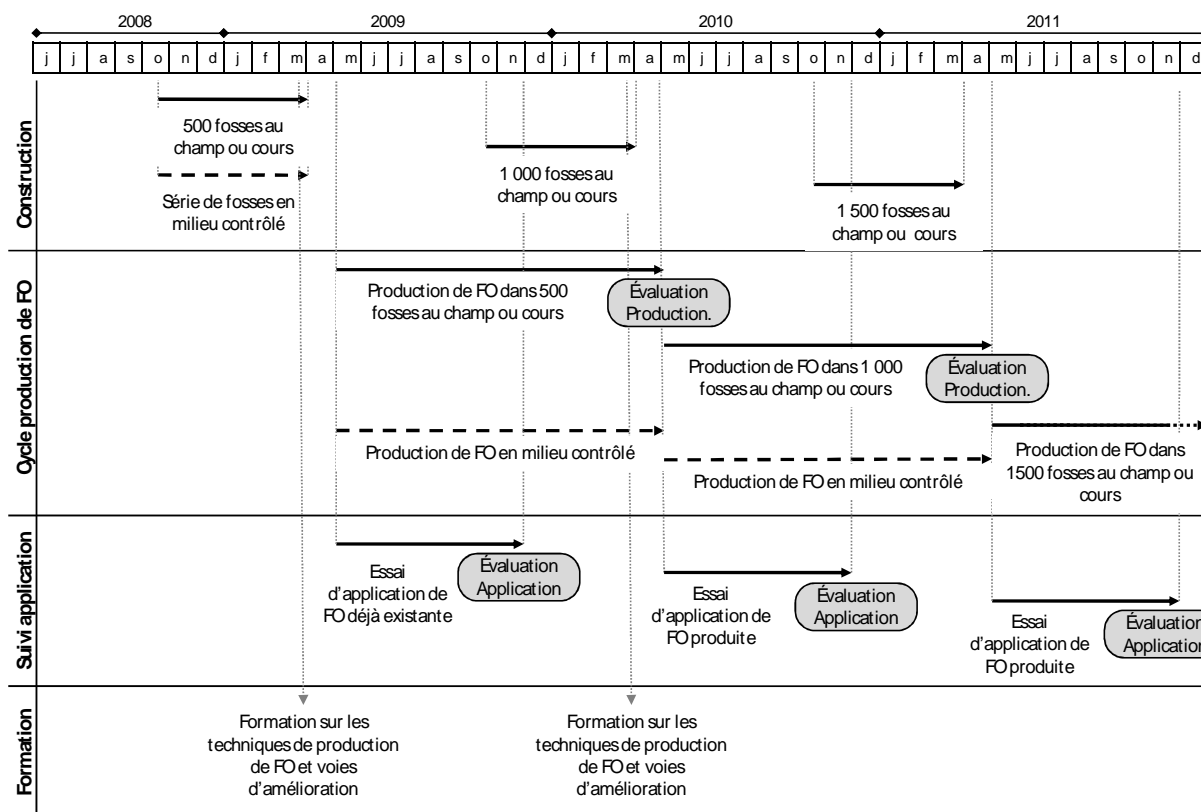 2008 2009 2010 2011
j j a s o n d j f m a m j j a s o n d j f m a m j j a s o n d j f m a m j j a s o n d
Construction
500 fosses au
champ ou cours
Série de fosses en
milieu contrôlé
1 000 fosses au
champ ou cours
1 500 fosses au
champ ou cours
Cycle production de FO
Production de FO dans 500
fosses au champ ou cours
Évaluation
Production.
Production de FO dans 1 000
fosses au champ ou cours
Évaluation
Production.
Production de FO en milieu contrôlé
Production de FO en milieu contrôlé
Production de FO dans
1500 fosses au champ ou
cours
Suivi application
Essai
d'application de
FO déjà existante
Évaluation
Application
Essai
d'application de
FO produite
Évaluation
Application
Essai
d'application de
FO produite
Évaluation
Application
Formation
Formation sur les
techniques de production
de FO et voies
d'amélioration
Formation sur les
techniques de production
de FO et voies
d'amélioration